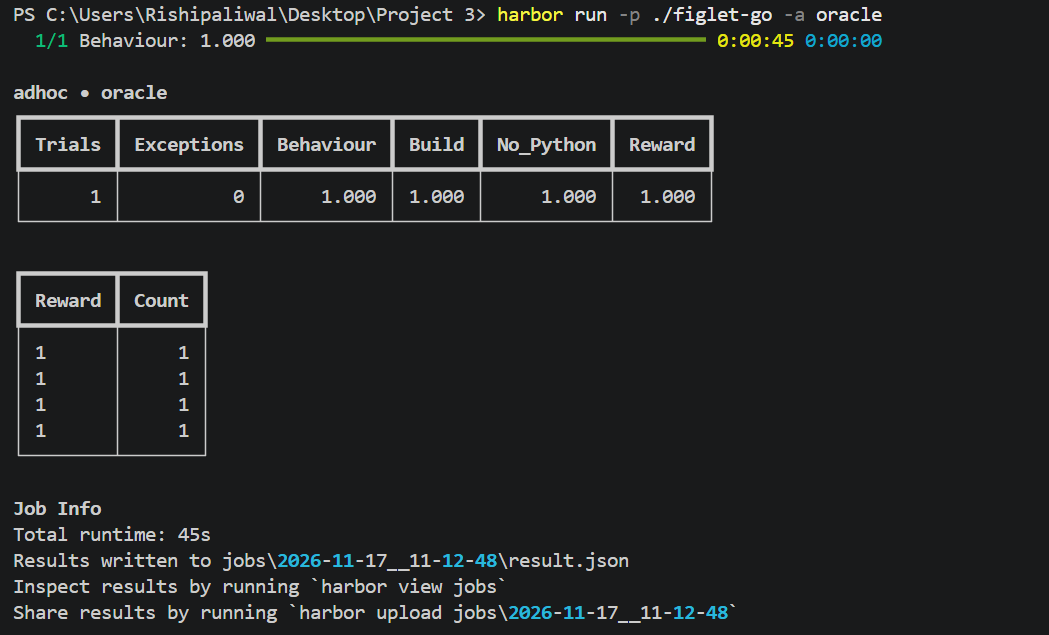 PS C:\Users\Rishipaliwal\Desktop\Project 3> harbor run -p ./figlet-go -a oracle
1/1 Behaviour: 1.000 0:00:45 0:00:00
adhoc • oracle
Trials Exceptions Behaviour Build No_Python Reward
1 0 1.000 1.000 1.000 1.000
Reward Count
1 1
1 1
1 1
1 1
Job Info
Total runtime: 45s
Results written to jobs\2026-11-17__11-12-48\result.json
Inspect results by running `harbor view jobs`
Share results by running `harbor upload jobs\2026-11-17__11-12-48`